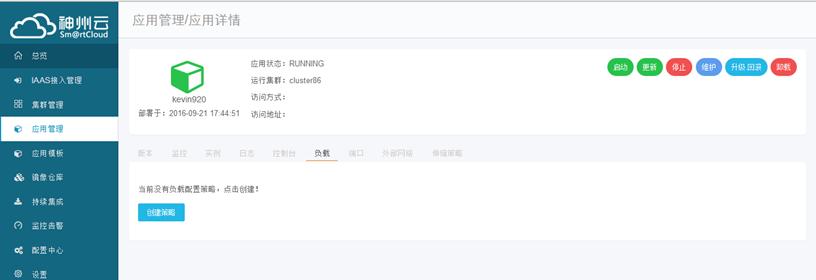 神州云
Sm@rtCloud
总览
IAAS接入管理
集群管理
应用管理
应用模板
镜像仓库
持续集成
监控告警
配置中心
设置
应用管理/应用详情
kevin920
部署于：2016-09-21 17:44:51
应用状态：RUNNING
运行集群：cluster86
访问方式：
访问地址：
启动 更新 停止 维护 升级·回滚 卸载
版本 监控 实例 日志 控制台 负载 端口 外部网络 伸缩策略
当前没有负载配置策略，点击创建！
创建策略